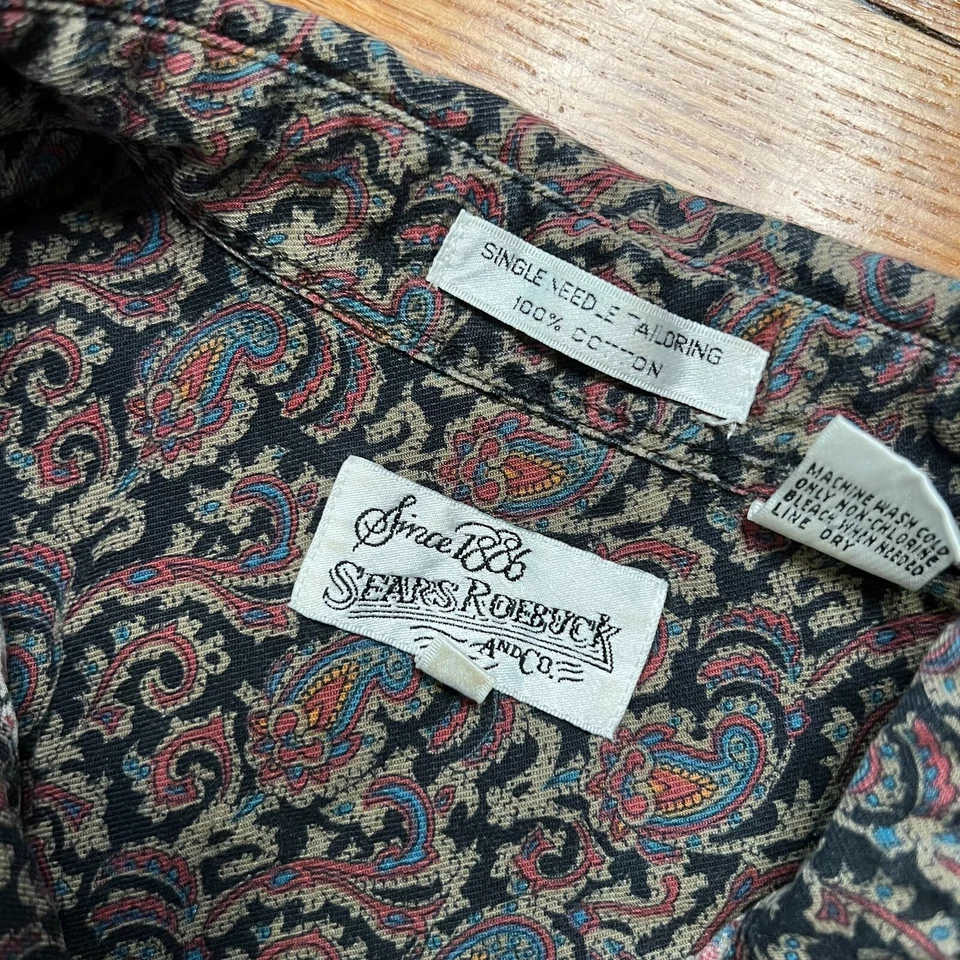 SINGLE NEEDLE TAILORING
100% COTTON
Since 1886
SEARS, ROEBUCK
AND CO.
MACHINE WASH COLD
ONLY NON-CHLORINE
BLEACH WHEN NEEDED
LINE DRY